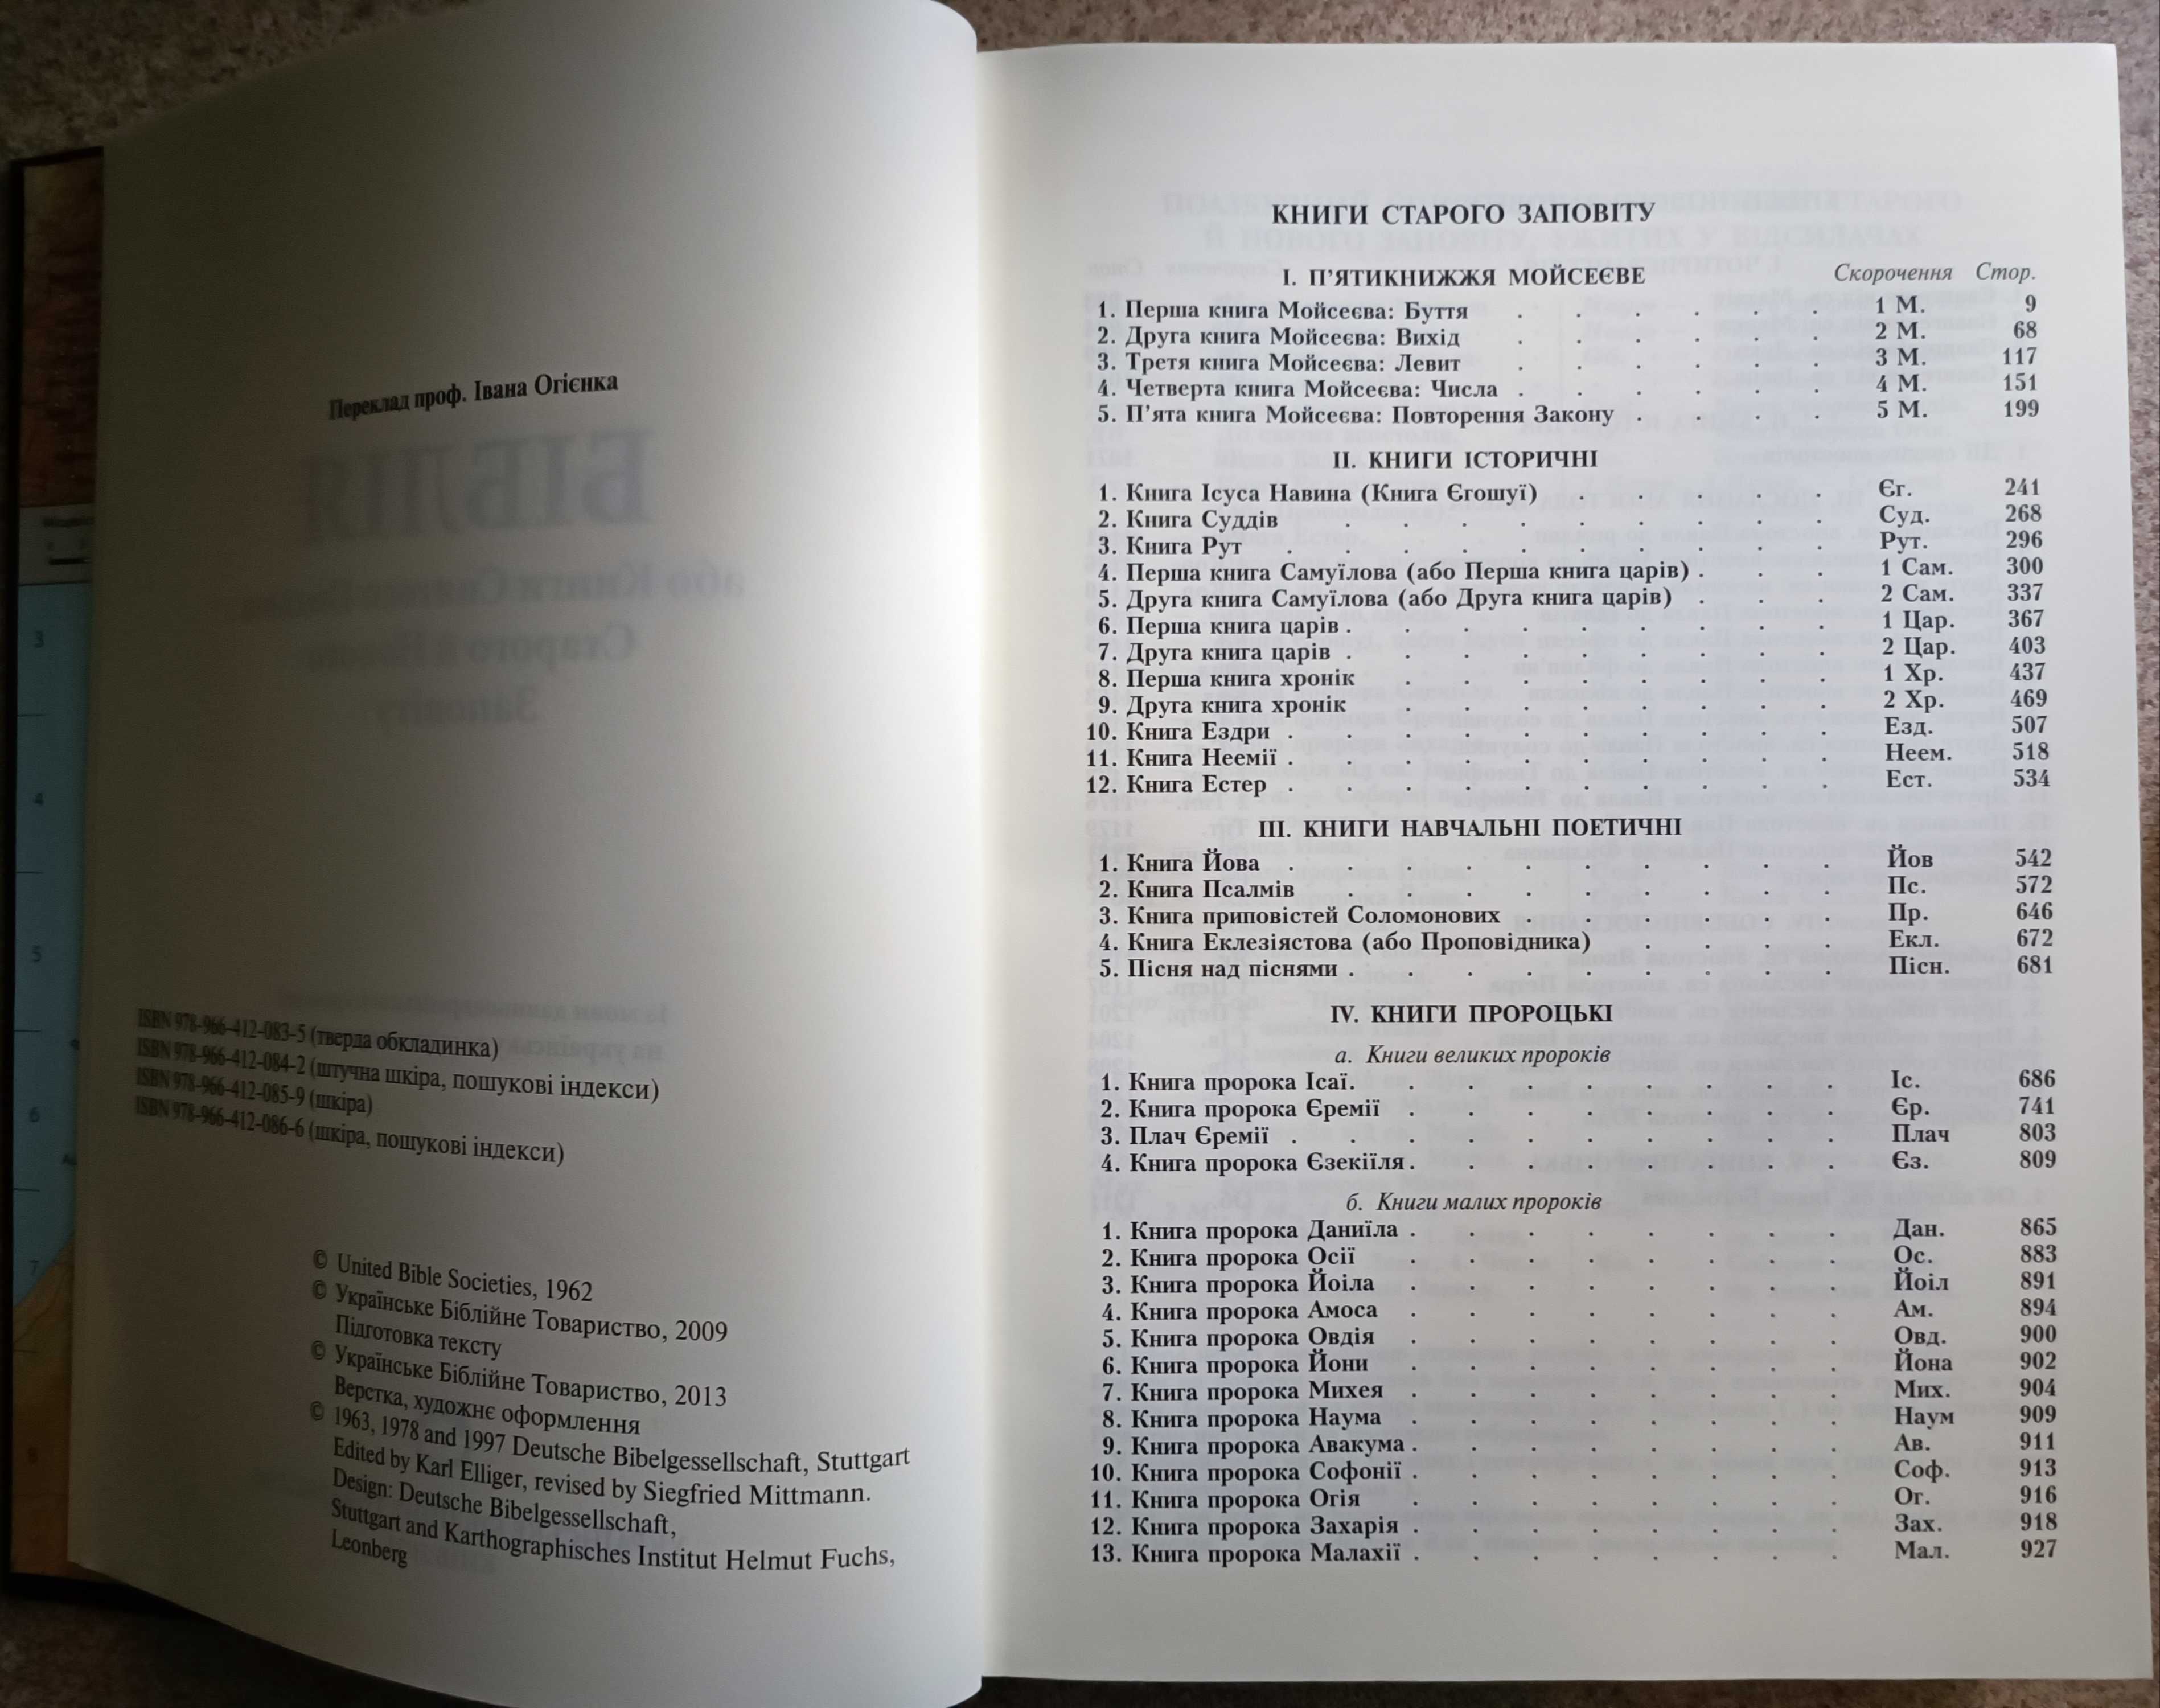 Переклад проф. Івана Огієнка
ISBN 978-966-412-083-5 (тверда обкладинка)
ISBN 978-966-412-084-2 (штучна шкіра, пошукові індекси)
ISBN 978-966-412-085-9 (шкіра)
ISBN 978-966-412-086-6 (шкіра, пошукові індекси)
© United Bible Societies, 1962
© Українське Біблійне Товариство, 2009
Підготовка тексту
© Українське Біблійне Товариство, 2013
Верстка, художнє оформлення
© 1963, 1978 and 1997 Deutsche Bibelgessellschaft, Stuttgart
Edited by Karl Elliger, revised by Siegfried Mittmann.
Design: Deutsche Bibelgessellschaft,
Stuttgart and Karthographisches Institut Helmut Fuchs,
Leonberg
КНИГИ СТАРОГО ЗАПОВІТУ
І. П'ЯТИКНИЖЖЯ МОЙСЕЄВЕ Скорочення Стор.
1. Перша книга Мойсеєва: Буття . . . . . . 1 М. 9
2. Друга книга Мойсеєва: Вихід . . . . . . 2 М. 68
3. Третя книга Мойсеєва: Левит . . . . . . 3 М. 117
4. Четверта книга Мойсеєва: Числа . . . . . . 4 М. 151
5. П'ята книга Мойсеєва: Повторення Закону . . . . 5 М. 199
ІІ. КНИГИ ІСТОРИЧНІ
1. Книга Ісуса Навина (Книга Єгошуї) . . . . . Єг. 241
2. Книга Суддів . . . . . . . . . Суд. 268
3. Книга Рут . . . . . . . . . . Рут. 296
4. Перша книга Самуїлова (або Перша книга царів) . . . 1 Сам. 300
5. Друга книга Самуїлова (або Друга книга царів) . . . 2 Сам. 337
6. Перша книга царів . . . . . . . . . 1 Цар. 367
7. Друга книга царів . . . . . . . . . 2 Цар. 403
8. Перша книга хронік . . . . . . . . 1 Хр. 437
9. Друга книга хронік . . . . . . . . 2 Хр. 469
10. Книга Ездри . . . . . . . . . . Езд. 507
11. Книга Неемії . . . . . . . . . . Неем. 518
12. Книга Естер . . . . . . . . . . Ест. 534
ІІІ. КНИГИ НАВЧАЛЬНІ ПОЕТИЧНІ
1. Книга Йова . . . . . . . . . . Йов 542
2. Книга Псалмів . . . . . . . . . Пс. 572
3. Книга приповістей Соломонових . . . . . . Пр. 646
4. Книга Еклезіястова (або Проповідника) . . . . Екл. 672
5. Пісня над піснями . . . . . . . . . Пісн. 681
IV. КНИГИ ПРОРОЦЬКІ
а. Книги великих пророків
1. Книга пророка Ісаї. . . . . . . . . Іс. 686
2. Книга пророка Єремії . . . . . . . . Єр. 741
3. Плач Єремії . . . . . . . . . . Плач 803
4. Книга пророка Єзекіїля . . . . . . . . Єз. 809
б. Книги малих пророків
1. Книга пророка Даниїла . . . . . . . . Дан. 865
2. Книга пророка Осії . . . . . . . . Ос. 883
3. Книга пророка Йоіла . . . . . . . . Йоіл 891
4. Книга пророка Амоса . . . . . . . . Ам. 894
5. Книга пророка Овдія . . . . . . . . Овд. 900
6. Книга пророка Йони . . . . . . . . Йона 902
7. Книга пророка Михея . . . . . . . . Мих. 904
8. Книга пророка Наума . . . . . . . . Наум 909
9. Книга пророка Авакума . . . . . . . . Ав. 911
10. Книга пророка Софонії . . . . . . . . Соф. 913
11. Книга пророка Огія . . . . . . . . Ог. 916
12. Книга пророка Захарія . . . . . . . . Зах. 918
13. Книга пророка Малахії . . . . . . . . Мал. 927